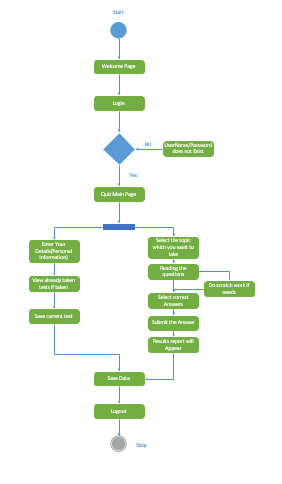 Start
Welcome Page
Login
No
UserName/Password
does not Exist
Yes
Quiz Main Page
Enter Your
Details(Personal
Information)
Select the topic
which you want to
take
Reading the
questions
View already taken
tests if taken
Do scratch work if
needs
Select correct
Answers
Save current test
Submit the Answer
Results report will
Appear
Save Data
Logout
Stop